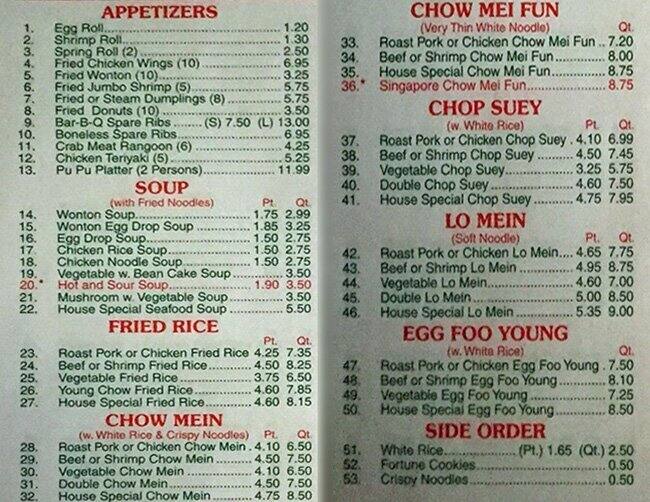 APPETIZERS
1. Egg Roll 1.20
2. Shrimp Roll 1.30
3. Spring Roll (2) 2.50
4. Fried Chicken Wings (10) 6.95
5. Fried Wonton (10) 3.25
6. Fried Jumbo Shrimp (5) 5.75
7. Fried or Steam Dumplings (8) 5.75
8. Fried Donuts (10) 3.50
9. Bar-B-Q Spare Ribs (S) 7.50 (L) 13.00
10. Boneless Spare Ribs 6.95
11. Crab Meat Rangoon (6) 4.25
12. Chicken Teriyaki (5) 5.25
13. Pu Pu Platter (2 Persons) 11.99
SOUP
(with Fried Noodles) Pt. Qt.
14. Wonton Soup 1.75 2.99
15. Wonton Egg Drop Soup 1.85 3.25
16. Egg Drop Soup 1.50 2.75
17. Chicken Rice Soup 1.50 2.75
18. Chicken Noodle Soup 1.50 2.75
19. Vegetable w. Bean Cake Soup 3.50
20.* Hot and Sour Soup 1.90 3.50
21. Mushroom w. Vegetable Soup 3.50
22. House Special Seafood Soup 5.50
FRIED RICE
Pt. Qt.
23. Roast Pork or Chicken Fried Rice 4.25 7.35
24. Beef or Shrimp Fried Rice 4.50 8.25
25. Vegetable Fried Rice 3.75 6.50
26. Young Chow Fried Rice 4.60 7.85
27. House Special Fried Rice 4.60 8.15
CHOW MEIN
(w. White Rice & Crispy Noodles) Pt. Qt.
28. Roast Pork or Chicken Chow Mein 4.10 6.50
29. Beef or Shrimp Chow Mein 4.50 7.50
30. Vegetable Chow Mein 4.10 6.50
31. Double Chow Mein 4.50 7.50
32. House Special Chow Mein 4.75 8.50
CHOW MEI FUN
(Very Thin White Noodle) Qt.
33. Roast Pork or Chicken Chow Mei Fun 7.20
34. Beef or Shrimp Chow Mei Fun 8.00
35. House Special Chow Mei Fun 8.75
36.* Singapore Chow Mei Fun 8.75
CHOP SUEY
(w. White Rice) Pt. Qt.
37. Roast Pork or Chicken Chop Suey 4.10 6.99
38. Beef or Shrimp Chop Suey 4.50 7.45
39. Vegetable Chop Suey 3.25 5.75
40. Double Chop Suey 4.60 7.50
41. House Special Chop Suey 4.75 7.95
LO MEIN
(Soft Noodle) Pt. Qt.
42. Roast Pork or Chicken Lo Mein 4.65 7.75
43. Beef or Shrimp Lo Mein 4.95 8.75
44. Vegetable Lo Mein 4.60 7.00
45. Double Lo Mein 5.00 8.50
46. House Special Lo Mein 5.35 9.00
EGG FOO YOUNG
(w. White Rice) Qt.
47. Roast Pork or Chicken Egg Foo Young 7.50
48. Beef or Shrimp Egg Foo Young 8.10
49. Vegetable Egg Foo Young 7.25
50. House Special Egg Foo Young 8.50
SIDE ORDER
51. White Rice (Pt.) 1.65 (Qt.) 2.50
52. Fortune Cookies 0.50
53. Crispy Noodles 0.50